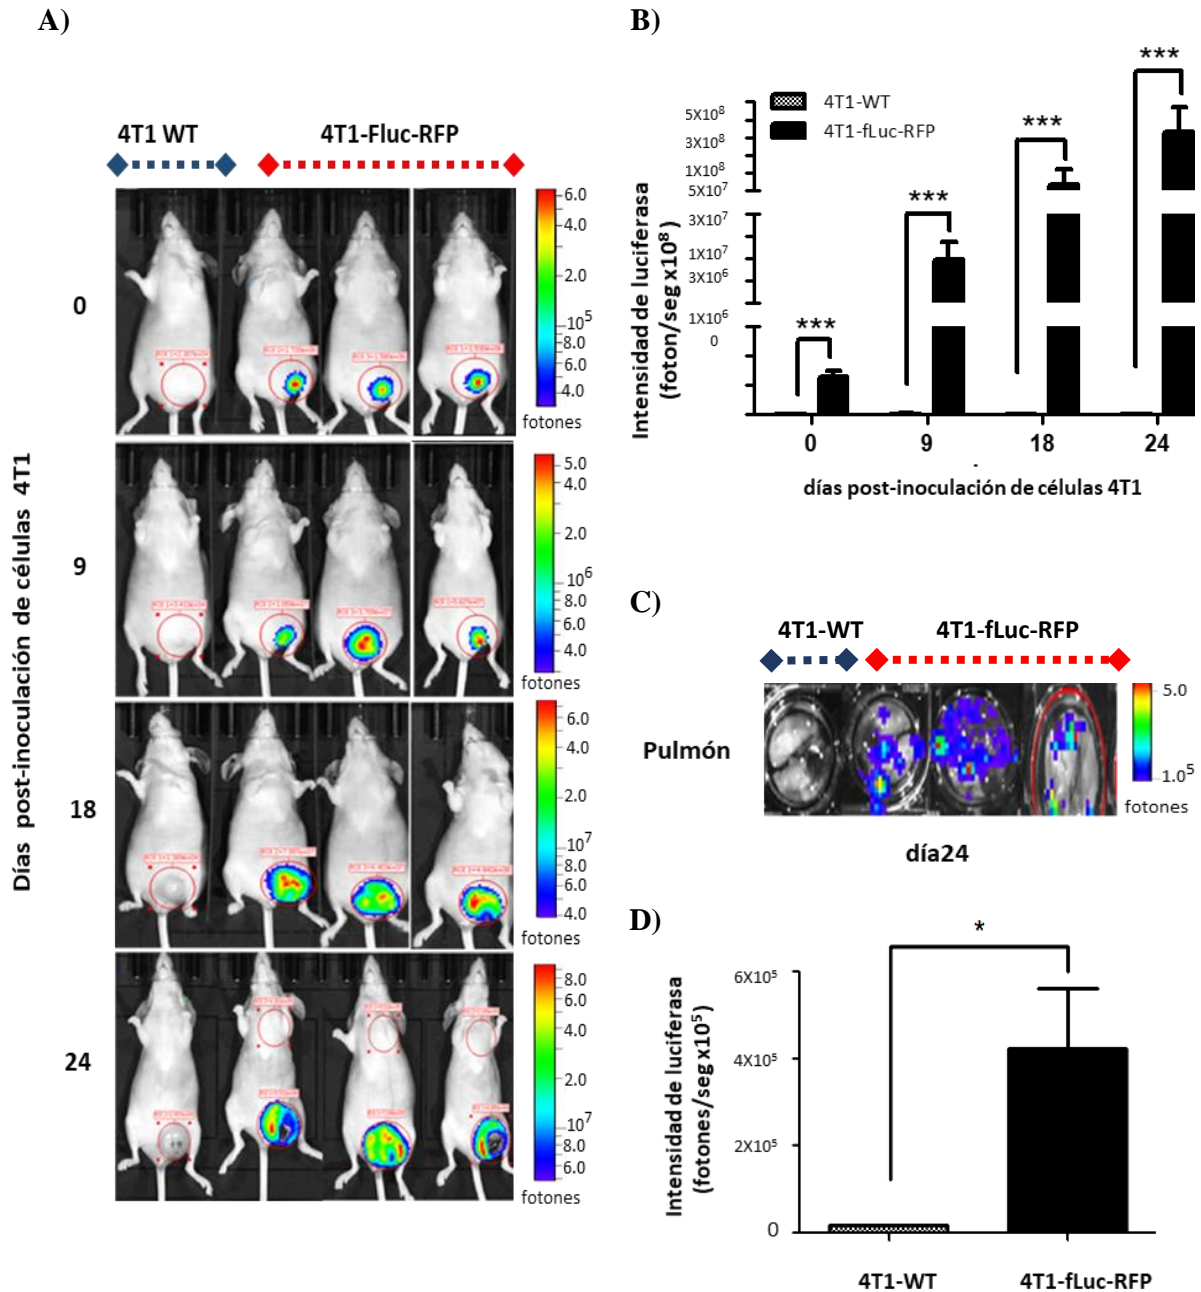 A)
4T1 WT
4T1-Fluc-RFP
Días post-inoculación de células 4T1
0
6.0
4.0
2.0
10⁵
8.0
6.0
4.0
fotones
9
5.0
4.0
2.0
10⁶
8.0
6.0
4.0
fotones
18
6.0
4.0
2.0
10⁷
8.0
6.0
4.0
fotones
24
8.0
6.0
4.0
2.0
10⁷
8.0
6.0
fotones
B)
4T1-WT
4T1-fLuc-RFP
Intensidad de luciferasa
(foton/seg x10⁸)
5X10⁸
3X10⁸
1X10⁸
5X10⁷
3X10⁷
1X10⁷
3X10⁶
1X10⁶
0
***
***
***
***
0 9 18 24
días post-inoculación de células 4T1
C)
4T1-WT
4T1-fLuc-RFP
Pulmón
5.0
1.0⁵
fotones
día24
D)
*
Intensidad de luciferasa
(fotones/seg x10⁵)
6X10⁵
4X10⁵
2X10⁵
0
4T1-WT
4T1-fLuc-RFP